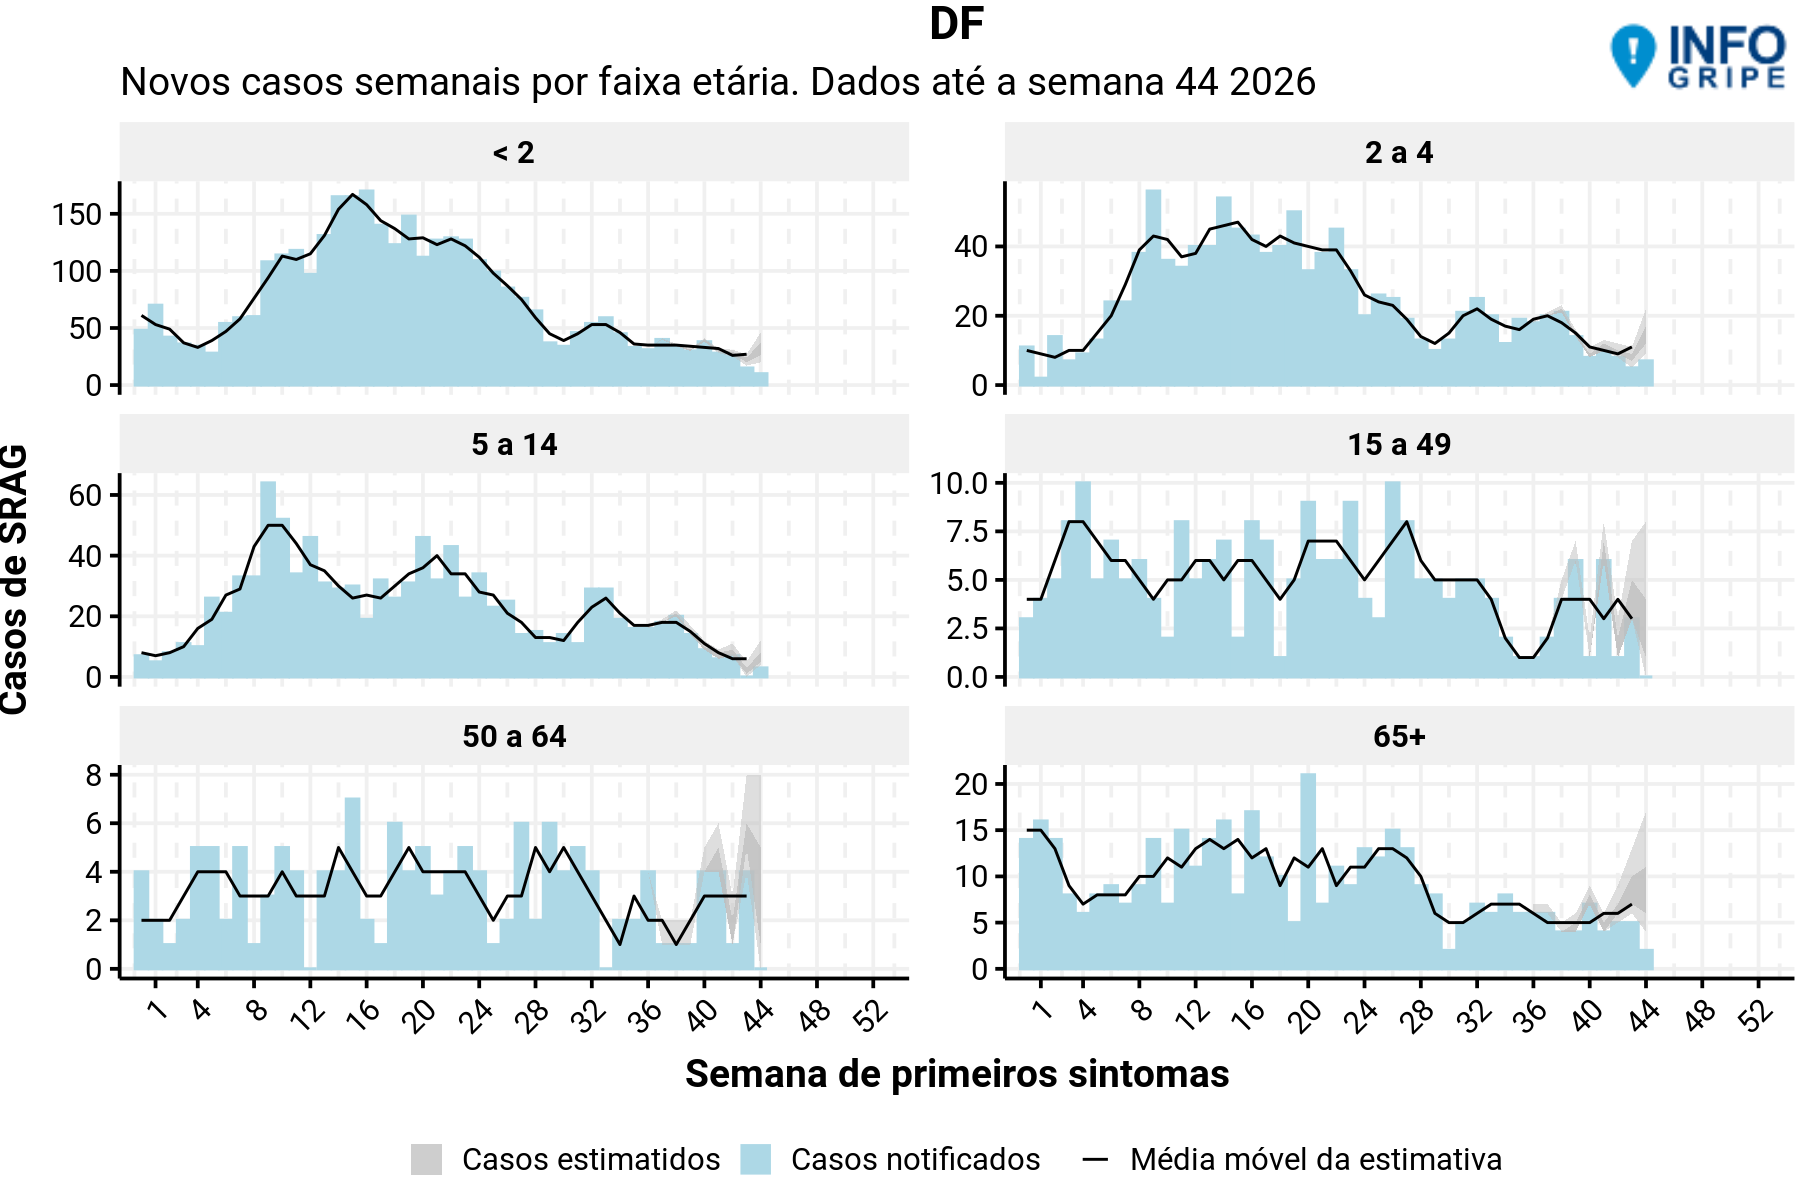 DF
INFO
GRIPE
Novos casos semanais por faixa etária. Dados até a semana 44 2026
< 2
2 a 4
150
100
50
0
40
20
0
5 a 14
15 a 49
60
40
20
0
10.0
7.5
5.0
2.5
0.0
50 a 64
65+
8
6
4
2
0
20
15
10
5
0
Casos de SRAG
1 4 8 12 16 20 24 28 32 36 40 44 48 52
1 4 8 12 16 20 24 28 32 36 40 44 48 52
Semana de primeiros sintomas
Casos estimatidos Casos notificados Média móvel da estimativa